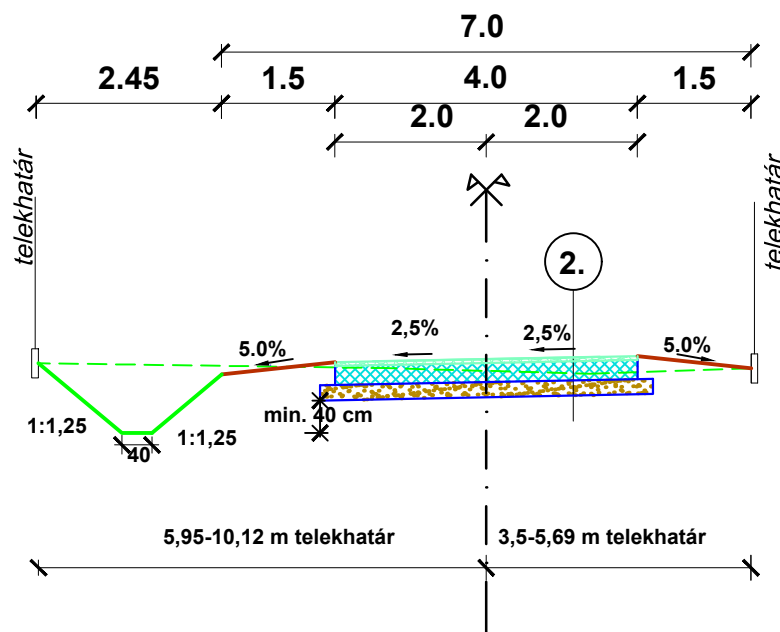 7.0
2.45 1.5 4.0 1.5
2.0 2.0
telekhatár
telekhatár
2.
5.0% 2,5% 2,5% 5.0%
min. 40 cm
1:1,25 40 1:1,25
5,95-10,12 m telekhatár 3,5-5,69 m telekhatár